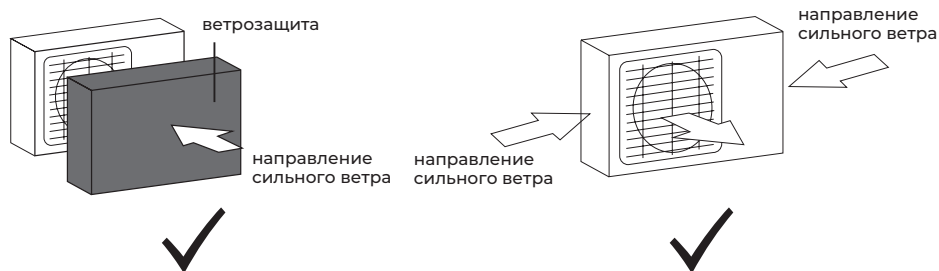 ветрозащита
направление
сильного ветра
направление
сильного ветра
направление
сильного ветра